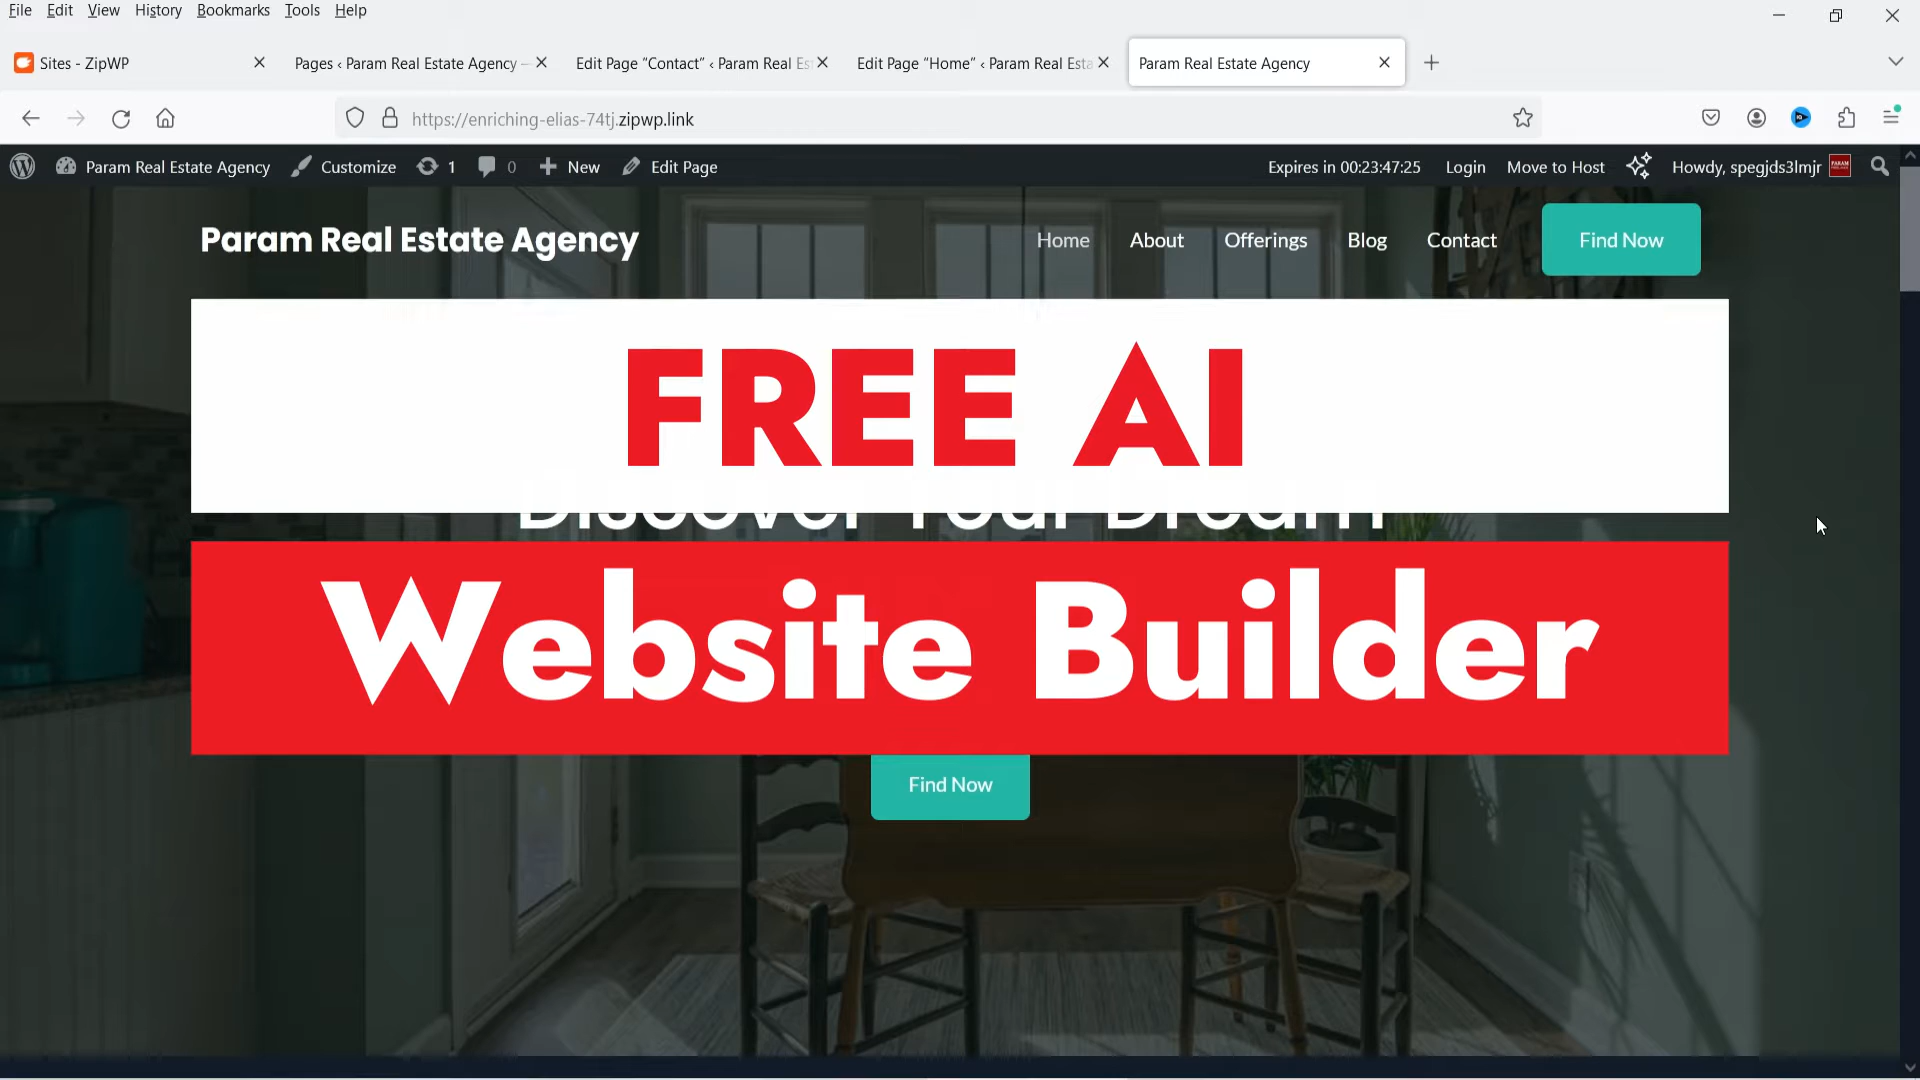 File Edit View History Bookmarks Tools Help
Sites - ZipWP
Pages ‹ Param Real Estate Agency —
Edit Page “Contact” ‹ Param Real Es
Edit Page “Home” ‹ Param Real Esta
Param Real Estate Agency
https://enriching-elias-74tj.zipwp.link
Param Real Estate Agency Customize 1 0 New Edit Page Expires in 00:23:47:25 Login Move to Host Howdy, spegjds3lmjr
Param Real Estate Agency
Home About Offerings Blog Contact Find Now
FREE AI
Discover Your Dream
Website Builder
Find Now